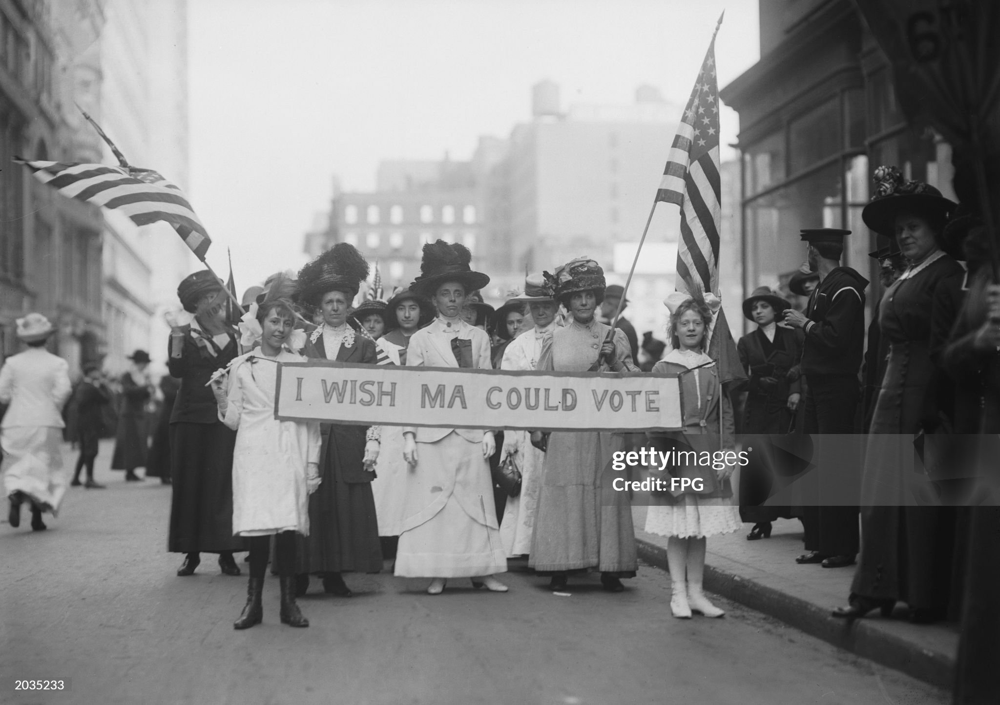 I WISH MA COULD VOTE
gettyimages®
Credit: FPG
2035233